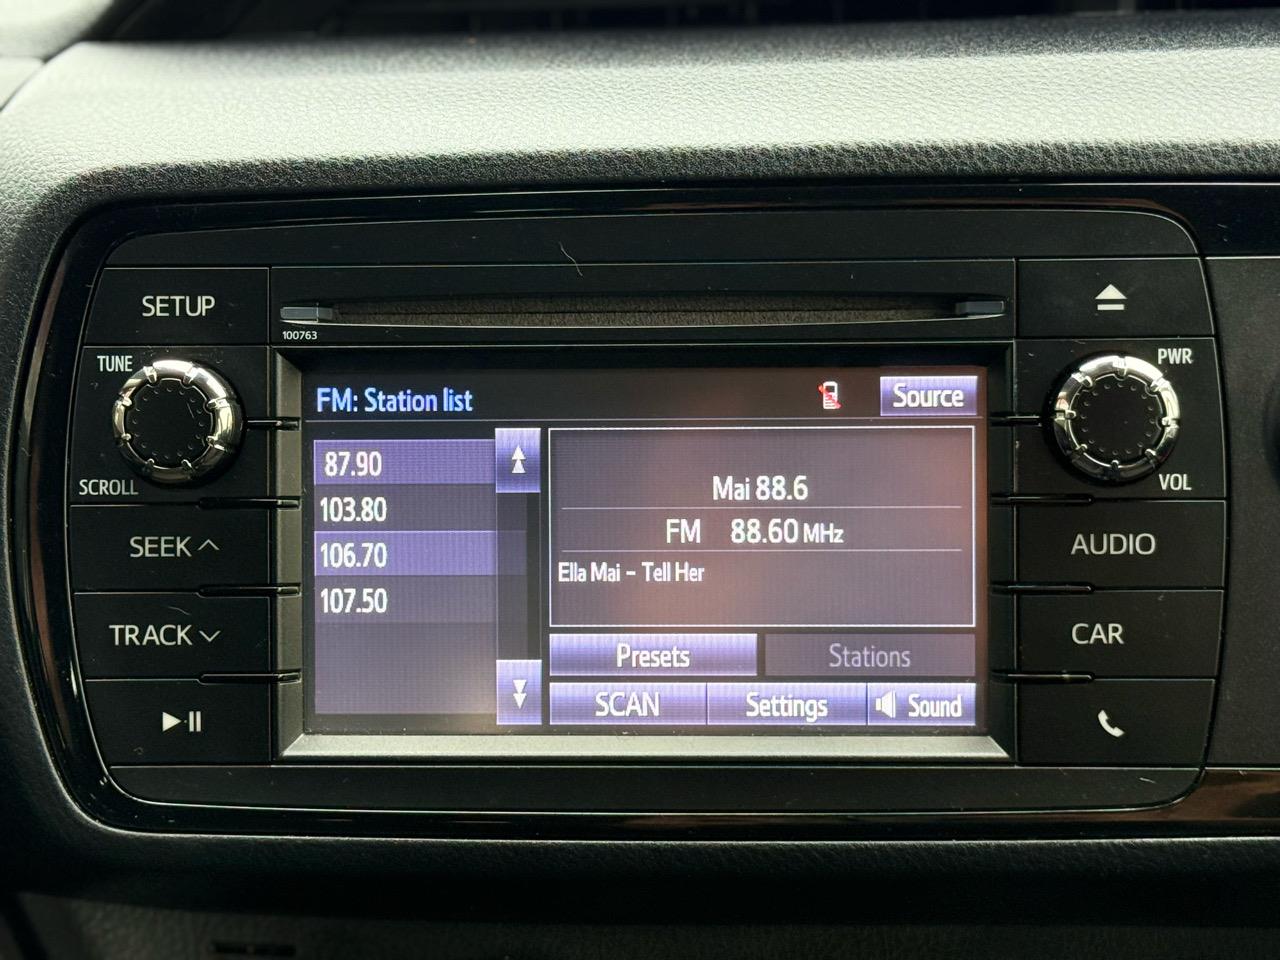 SETUP
100763
TUNE
SCROLL
SEEK
TRACK
FM: Station list
Source
87.90
103.80
106.70
107.50
Mai 88.6
FM 88.60 MHz
Ella Mai - Tell Her
Presets
Stations
SCAN
Settings
Sound
PWR
VOL
AUDIO
CAR